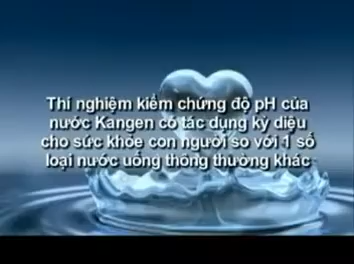 Thí nghiệm kiểm chứng độ pH của
nước Kangen có tác dụng kỳ diệu
cho sức khỏe con người so với 1 số
loại nước uống thông thường khác